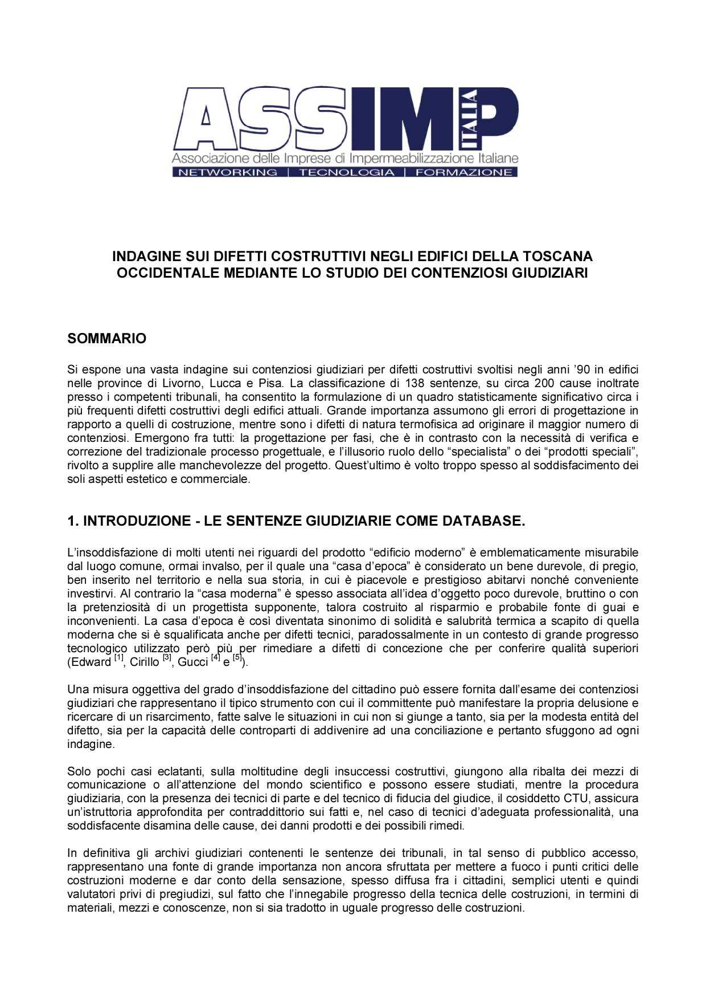 ASSIMP ITALIA
Associazione delle Imprese di Impermeabilizzazione Italiane
NETWORKING | TECNOLOGIA | FORMAZIONE
INDAGINE SUI DIFETTI COSTRUTTIVI NEGLI EDIFICI DELLA TOSCANA
OCCIDENTALE MEDIANTE LO STUDIO DEI CONTENZIOSI GIUDIZIARI
SOMMARIO
Si espone una vasta indagine sui contenziosi giudiziari per difetti costruttivi svoltisi negli anni ’90 in edifici
nelle province di Livorno, Lucca e Pisa. La classificazione di 138 sentenze, su circa 200 cause inoltrate
presso i competenti tribunali, ha consentito la formulazione di un quadro statisticamente significativo circa i
più frequenti difetti costruttivi degli edifici attuali. Grande importanza assumono gli errori di progettazione in
rapporto a quelli di costruzione, mentre sono i difetti di natura termofisica ad originare il maggior numero di
contenziosi. Emergono fra tutti: la progettazione per fasi, che è in contrasto con la necessità di verifica e
correzione del tradizionale processo progettuale, e l’illusorio ruolo dello “specialista” o dei “prodotti speciali”,
rivolto a supplire alle manchevolezze del progetto. Quest’ultimo è volto troppo spesso al soddisfacimento dei
soli aspetti estetico e commerciale.
1. INTRODUZIONE - LE SENTENZE GIUDIZIARIE COME DATABASE.
L’insoddisfazione di molti utenti nei riguardi del prodotto “edificio moderno” è emblematicamente misurabile
dal luogo comune, ormai invalso, per il quale una “casa d’epoca” è considerato un bene durevole, di pregio,
ben inserito nel territorio e nella sua storia, in cui è piacevole e prestigioso abitarvi nonché conveniente
investirvi. Al contrario la “casa moderna” è spesso associata all’idea d’oggetto poco durevole, bruttino o con
la pretenziosità di un progettista supponente, talora costruito al risparmio e probabile fonte di guai e
inconvenienti. La casa d’epoca è così diventata sinonimo di solidità e salubrità termica a scapito di quella
moderna che si è squalificata anche per difetti tecnici, paradossalmente in un contesto di grande progresso
tecnologico utilizzato però più per rimediare a difetti di concezione che per conferire qualità superiori
(Edward [1], Cirillo [3], Gucci [4] e [5]).
Una misura oggettiva del grado d’insoddisfazione del cittadino può essere fornita dall’esame dei contenziosi
giudiziari che rappresentano il tipico strumento con cui il committente può manifestare la propria delusione e
ricercare di un risarcimento, fatte salve le situazioni in cui non si giunge a tanto, sia per la modesta entità del
difetto, sia per la capacità delle controparti di addivenire ad una conciliazione e pertanto sfuggono ad ogni
indagine.
Solo pochi casi eclatanti, sulla moltitudine degli insuccessi costruttivi, giungono alla ribalta dei mezzi di
comunicazione o all’attenzione del mondo scientifico e possono essere studiati, mentre la procedura
giudiziaria, con la presenza dei tecnici di parte e del tecnico di fiducia del giudice, il cosiddetto CTU, assicura
un’istruttoria approfondita per contraddittorio sui fatti e, nel caso di tecnici d’adeguata professionalità, una
soddisfacente disamina delle cause, dei danni prodotti e dei possibili rimedi.
In definitiva gli archivi giudiziari contenenti le sentenze dei tribunali, in tal senso di pubblico accesso,
rappresentano una fonte di grande importanza non ancora sfruttata per mettere a fuoco i punti critici delle
costruzioni moderne e dar conto della sensazione, spesso diffusa fra i cittadini, semplici utenti e quindi
valutatori privi di pregiudizi, sul fatto che l’innegabile progresso della tecnica delle costruzioni, in termini di
materiali, mezzi e conoscenze, non si sia tradotto in uguale progresso delle costruzioni.